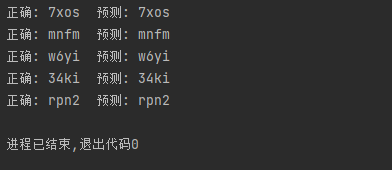 正确: 7xos  预测: 7xos
正确: mnfm  预测: mnfm
正确: w6yi  预测: w6yi
正确: 34ki  预测: 34ki
正确: rpn2  预测: rpn2
进程已结束,退出代码0